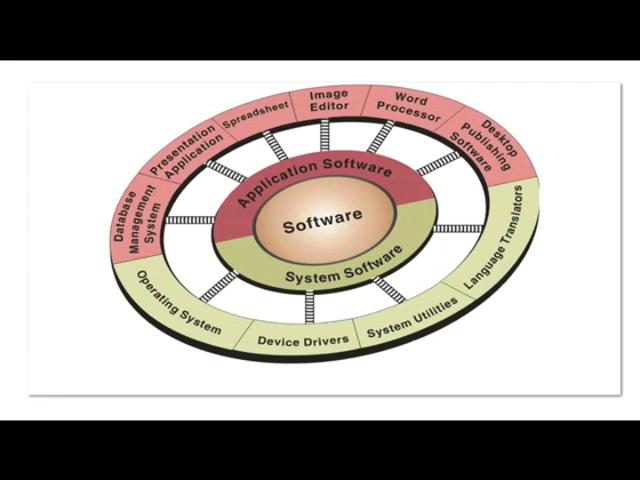 Image
Editor
Word
Processor
Desktop
Publishing
Software
Spreadsheet
Presentation
Application
Database
Management
System
Application Software
Software
System Software
Operating System
Device Drivers
System Utilities
Language Translators